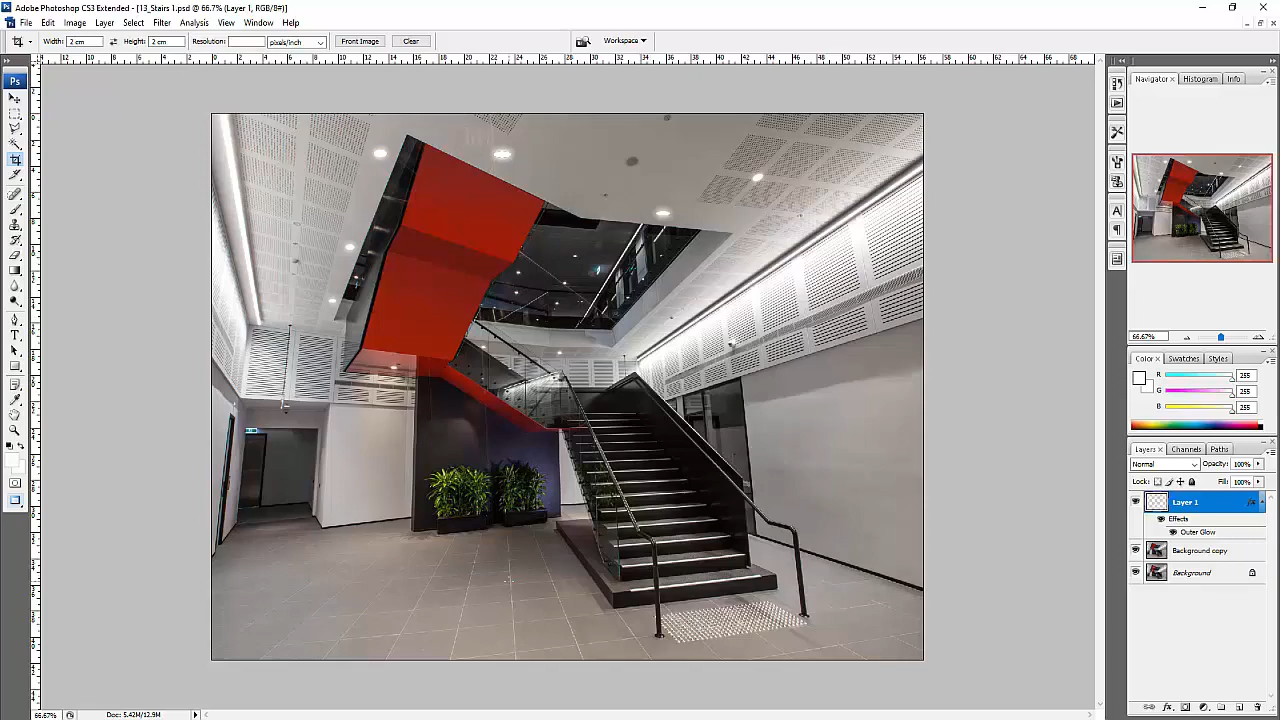 Adobe Photoshop CS3 Extended - [13_Stairs 1.psd @ 66.7% (Layer 1, RGB/8#)]
File Edit Image Layer Select Filter Analysis View Window Help
Width: 2 cm Height: 2 cm Resolution: pixels/inch Front Image Clear Workspace
Ps
Navigator Histogram Info
66.67%
Color Swatches Styles
R 255
G 255
B 255
Layers Channels Paths
Normal Opacity: 100%
Lock: Fill: 100%
Layer 1 fx
Effects
Outer Glow
Background copy
Background
66.67% Doc: 5.42M/12.9M